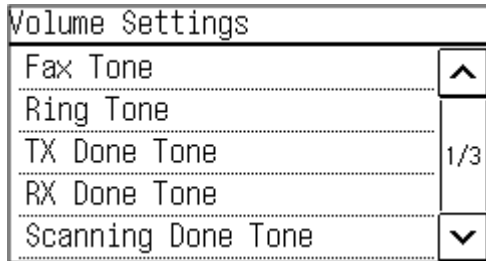 Volume Settings
Fax Tone
Ring Tone
TX Done Tone
1/3
RX Done Tone
Scanning Done Tone